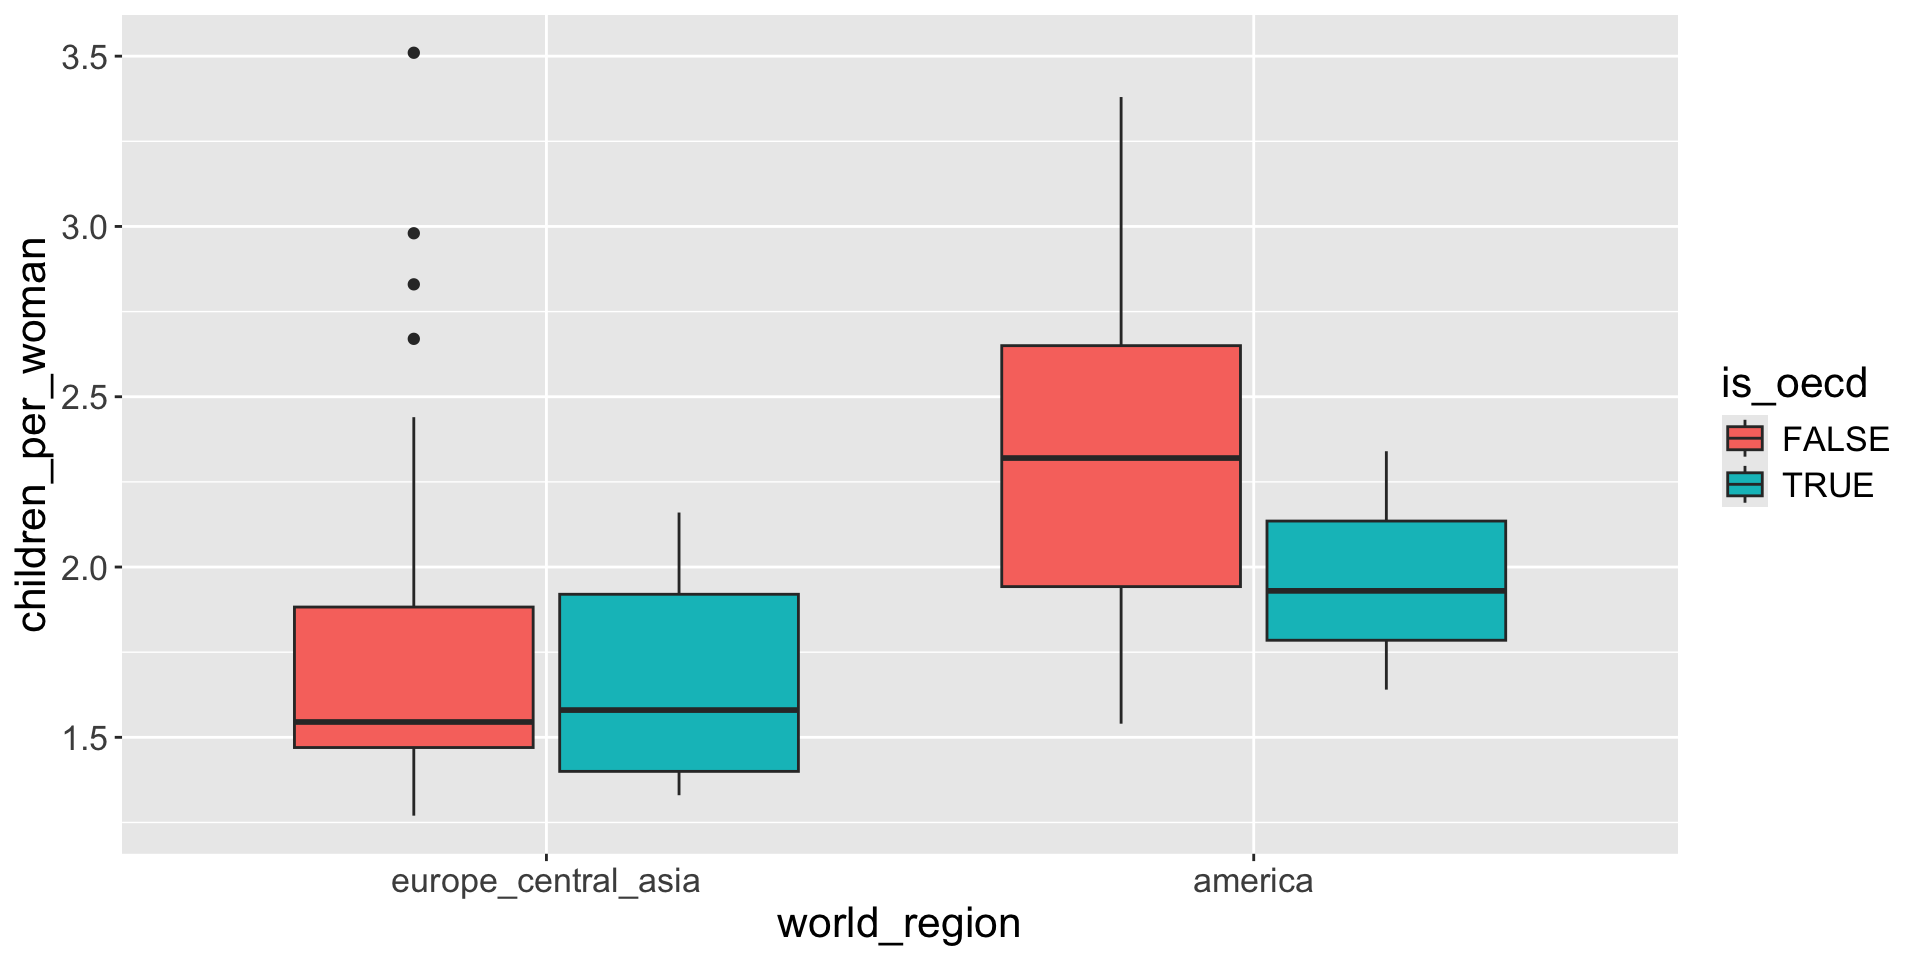 children_per_woman
3.5
3.0
2.5
2.0
1.5
europe_central_asia
america
world_region
is_oecd
FALSE
TRUE